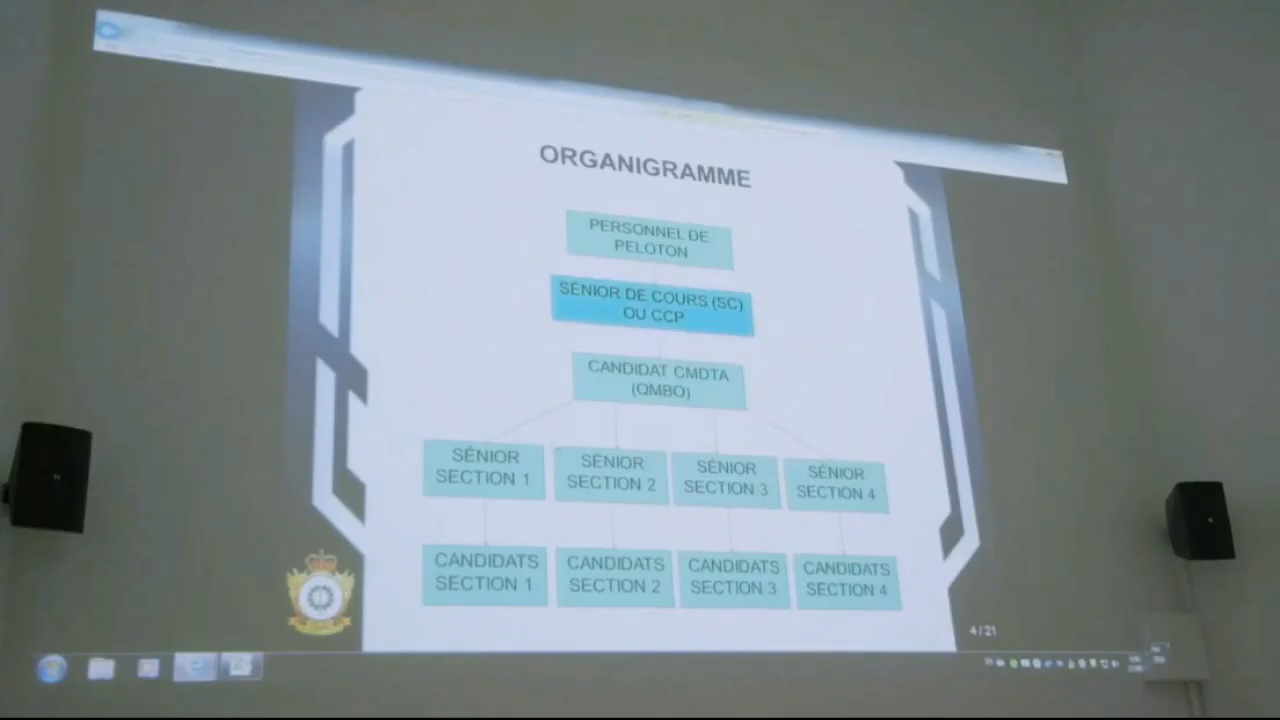 ORGANIGRAMME
PERSONNEL DE
PELOTON
SÉNIOR DE COURS (SC)
OU CCP
CANDIDAT CMDTA
(QMBO)
SÉNIOR
SECTION 1
SÉNIOR
SECTION 2
SÉNIOR
SECTION 3
SÉNIOR
SECTION 4
CANDIDATS
SECTION 1
CANDIDATS
SECTION 2
CANDIDATS
SECTION 3
CANDIDATS
SECTION 4
4 / 21